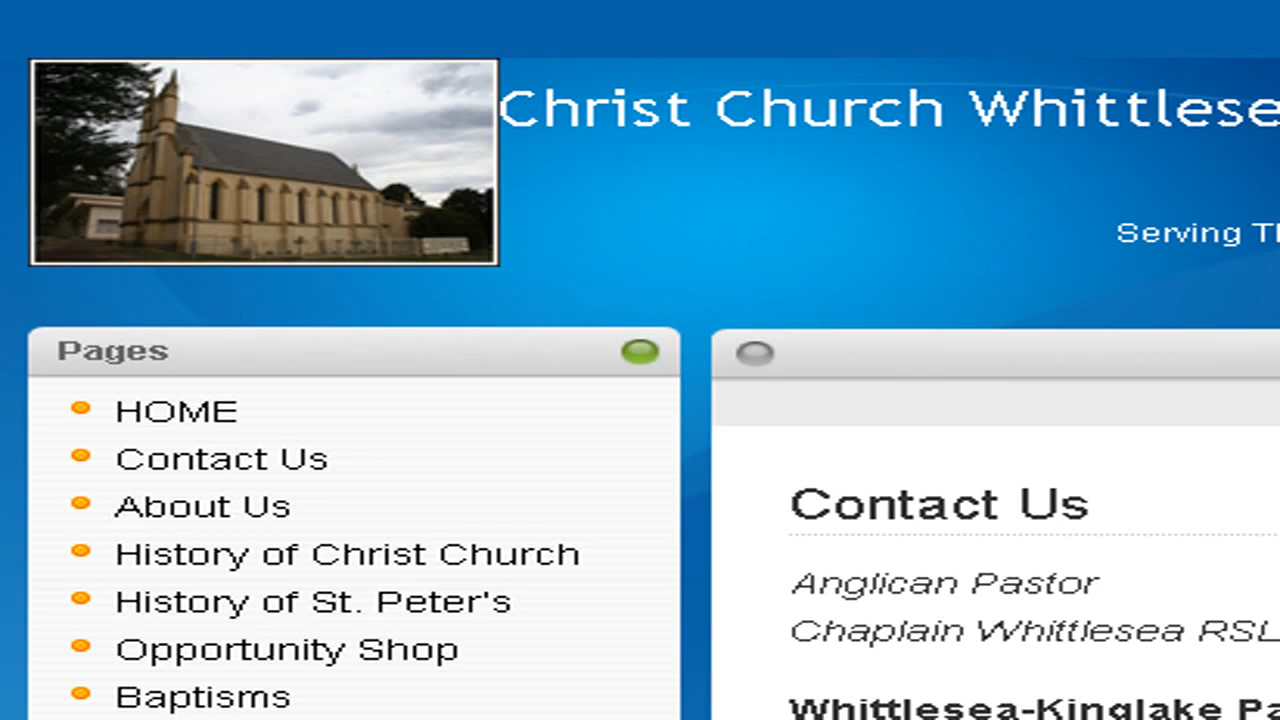 Christ Church Whittlese
Serving
Pages
HOME
Contact Us
About Us
History of Christ Church
History of St. Peter's
Opportunity Shop
Baptisms
Contact Us
Anglican Pastor
Chaplain Whittlesea RSL
Whittlesea-Kinglake Pa